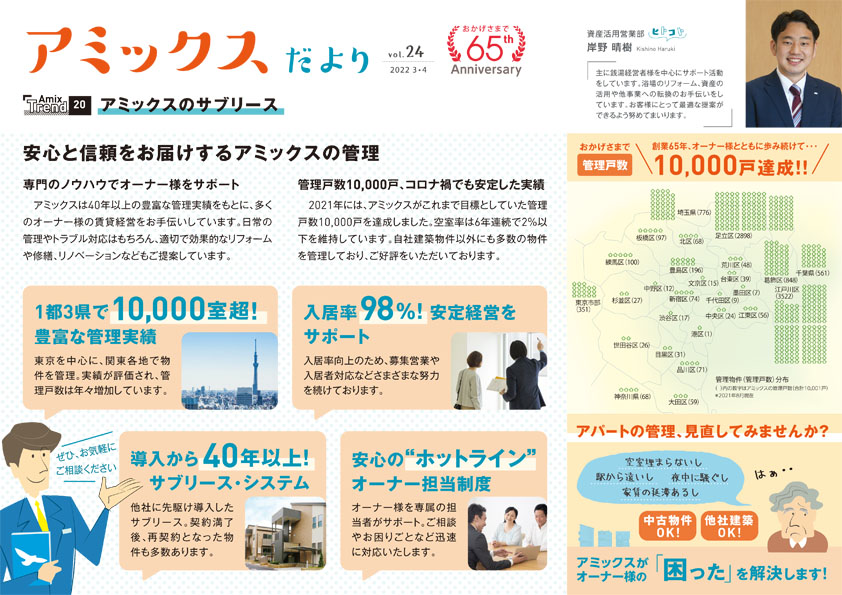 アミックスだより
vol.24
2022 3・4
おかげさまで
65th
Anniversary
資産活用営業部 ヒトコト
岸野 晴樹 Kishino Haruki
主に銭湯経営者様を中心にサポート活動
をしています。浴場のリフォーム、資産の
活用や他事業への転換のお手伝いをし
ています。お客様にとって最適な提案が
できるよう努めてまいります。
Amix
Trend 20 アミックスのサブリース
安心と信頼をお届けするアミックスの管理
専門のノウハウでオーナー様をサポート
アミックスは40年以上の豊富な管理実績をもとに、多く
のオーナー様の賃貸経営をお手伝いしています。日常の
管理やトラブル対応はもちろん、適切で効果的なリフォーム
や修繕、リノベーションなどもご提案しています。
管理戸数10,000戸、コロナ禍でも安定した実績
2021年には、アミックスがこれまで目標としていた管理
戸数10,000戸を達成しました。空室率は6年連続で2%以
下を維持しています。自社建築物件以外にも多数の物件
を管理しており、ご好評をいただいております。
1都3県で10,000室超!
豊富な管理実績
東京を中心に、関東各地で物
件を管理。実績が評価され、管
理戸数は年々増加しています。
入居率98%! 安定経営を
サポート
入居率向上のため、募集営業や
入居者対応などさまざまな努力
を続けております。
ぜひ、お気軽に
ご相談ください
導入から40年以上!
サブリース・システム
他社に先駆け導入した
サブリース。契約満了
後、再契約となった物
件も多数あります。
安心の“ホットライン”
オーナー担当制度
オーナー様を専属の担
当者がサポート。ご相談
やお困りごとなど迅速
に対応いたします。
おかげさまで
管理戸数
創業65年、オーナー様とともに歩み続けて・・・
10,000戸達成!!
埼玉県(776)
板橋区(97)
北区(68)
足立区(2898)
練馬区(100)
豊島区(196)
荒川区(48)
文京区(15)
台東区(39)
葛飾区(848)
千葉県(561)
東京市部
(351)
杉並区(27)
中野区(12)
新宿区(74)
千代田区(9)
墨田区(7)
江戸川区
(3522)
渋谷区(17)
中央区(24)
江東区(56)
港区(1)
世田谷区(26)
目黒区(31)
品川区(71)
神奈川県(68)
大田区(59)
管理物件(管理戸数)分布
( )内の数字はアミックスの管理戸数(合計10,001戸)
※2021年8月現在
アパートの管理、見直してみませんか?
空室埋まらないし
駅から遠いし 夜中に騒ぐし
家賃の延滞あるし
はぁ・・
中古物件
OK!
他社建築
OK!
アミックスが
オーナー様の「困った」を解決します!